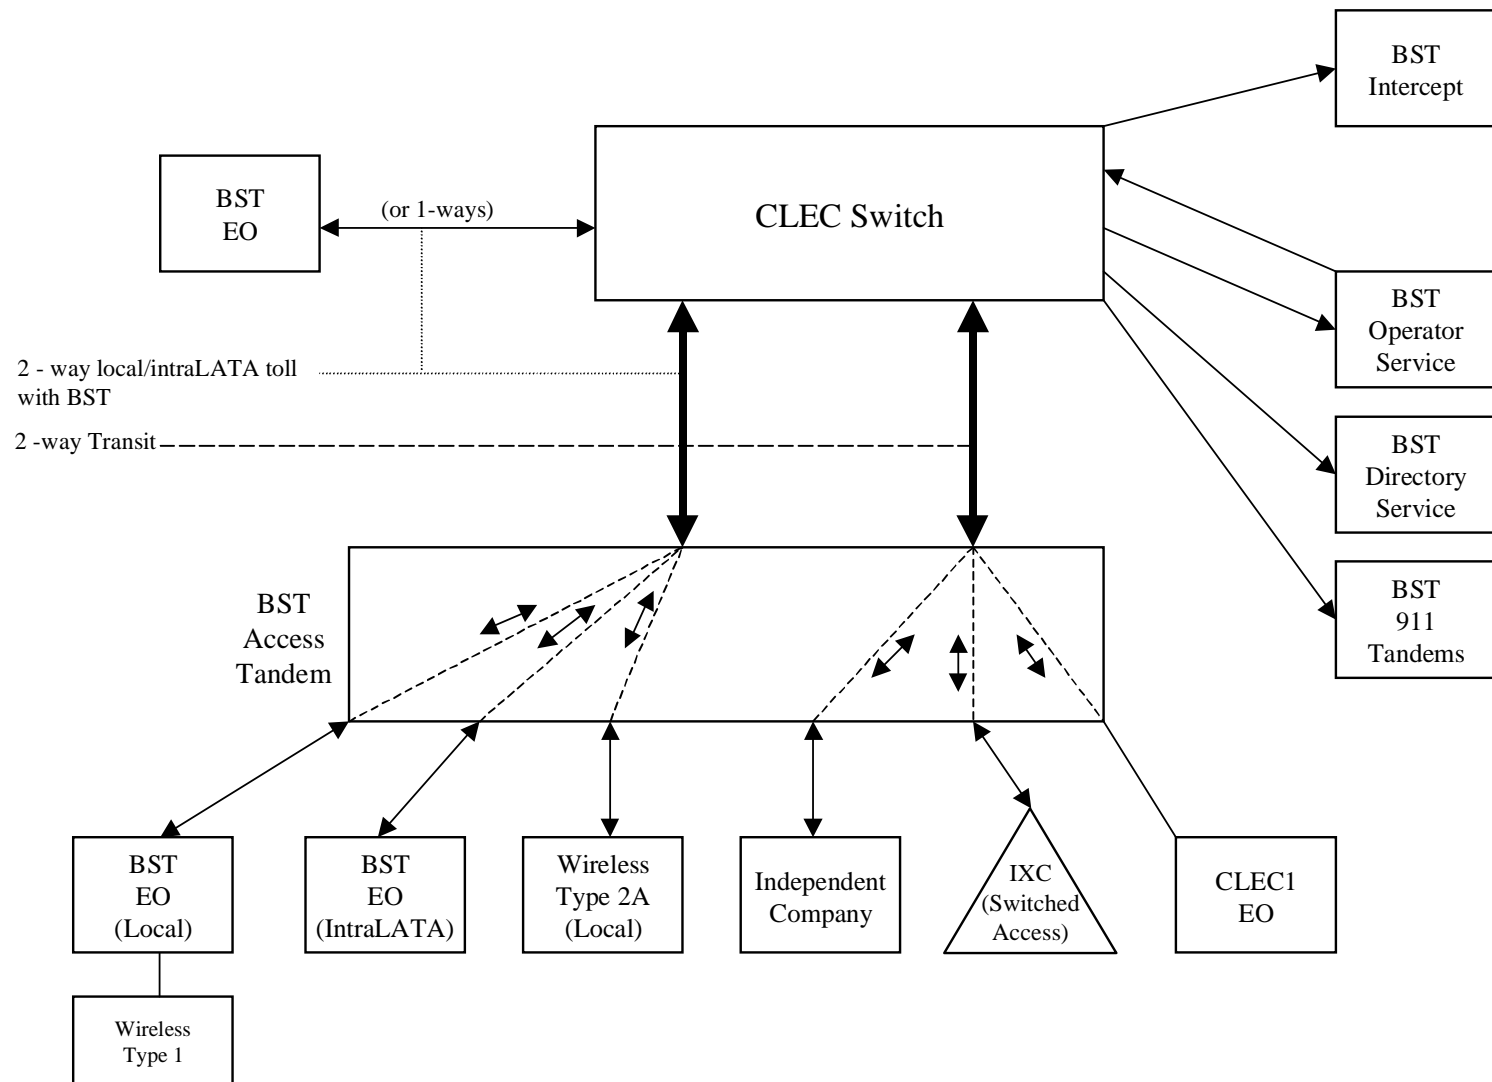 BST
Intercept
BST
EO
(or 1-ways)
CLEC Switch
BST
Operator
Service
2 - way local/intraLATA toll
with BST
2 -way Transit
BST
Directory
Service
BST
Access
Tandem
BST
911
Tandems
BST
EO
(Local)
BST
EO
(IntraLATA)
Wireless
Type 2A
(Local)
Independent
Company
IXC
(Switched
Access)
CLEC1
EO
Wireless
Type 1